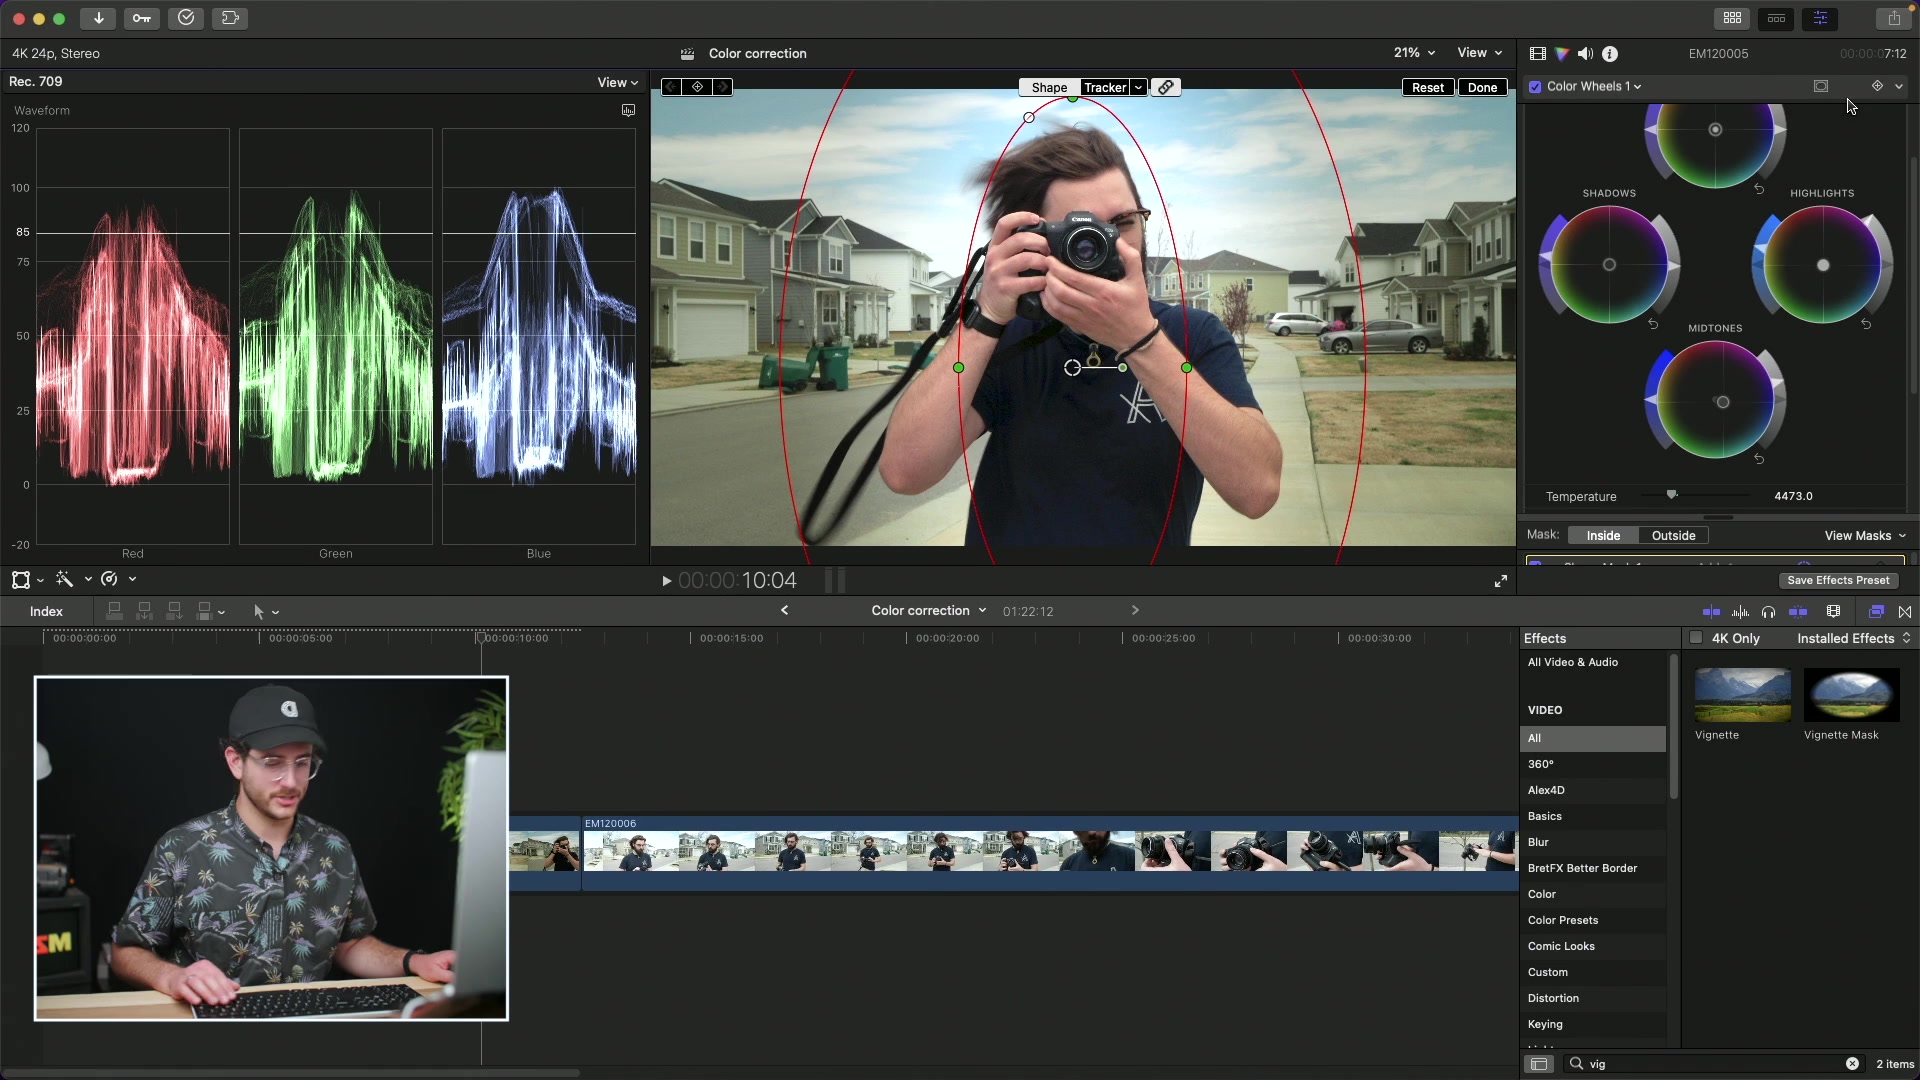 4K 24p, Stereo
Color correction
21%
View
EM120005
00:00:07:12
Rec. 709
View
Shape
Tracker
Reset
Done
Color Wheels 1
Waveform
120
100
85
75
50
25
0
-20
Red
Green
Blue
Canon
SHADOWS
HIGHLIGHTS
MIDTONES
Temperature
4473.0
Mask:
Inside
Outside
View Masks
Save Effects Preset
00:00:10:04
Index
Color correction
01:22:12
00:00:00:00
00:00:05:00
00:00:10:00
00:00:15:00
00:00:20:00
00:00:25:00
00:00:30:00
Effects
4K Only
Installed Effects
All Video & Audio
VIDEO
All
360°
Alex4D
Basics
Blur
BretFX Better Border
Color
Color Presets
Comic Looks
Custom
Distortion
Keying
Vignette
Vignette Mask
EM120006
vig
2 items